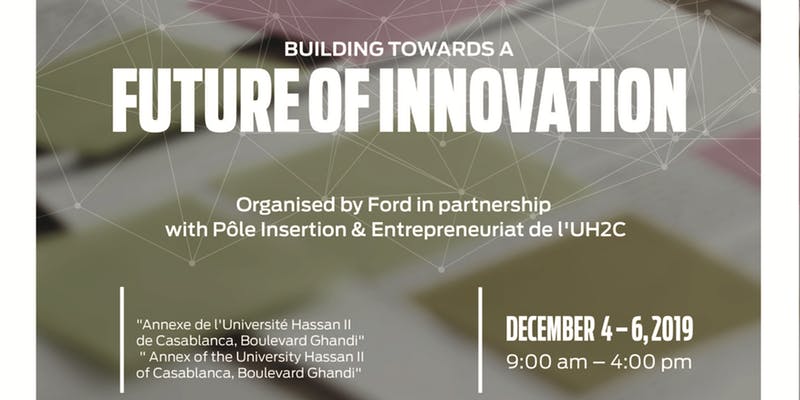 BUILDING TOWARDS A
FUTURE OF INNOVATION
Organised by Ford in partnership
with Pôle Insertion & Entrepreneuriat de l'UH2C
"Annexe de l'Université Hassan II
de Casablanca, Boulevard Ghandi"
" Annex of the University Hassan II
of Casablanca, Boulevard Ghandi"
DECEMBER 4 – 6, 2019
9:00 am – 4:00 pm